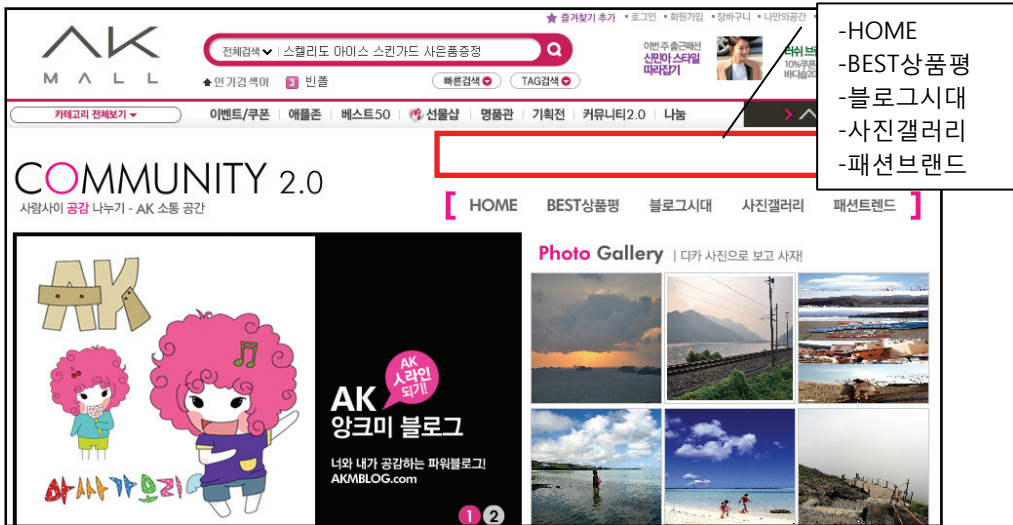 ★ 즐겨찾기 추가 ▪로그인 ▪회원가입 ▪장바구니 ▪나만의공간
AK
MALL
전체검색 스켈리도 아이스 스킨가드 사은품증정
이번 주 출근패션
신민아 스타일
따라잡기
10%쿠폰
인기검색어 3 빈폴
빠른검색 TAG검색
카테고리 전체보기
이벤트/쿠폰 애플존 베스트50 선물샵 명품관 기획전 커뮤니티2.0 나눔
-HOME
-BEST상품평
-블로그시대
-사진갤러리
-패션브랜드
COMMUNITY 2.0
사람사이 공감 나누기 - AK 소통 공간
[ HOME BEST상품평 블로그시대 사진갤러리 패션트렌드 ]
AK
아싸가오리
AK
人라인
되기!
AK
앙크미 블로그
너와 내가 공감하는 파워블로그!
AKMBLOG.com
1 2
Photo Gallery | 디카 사진으로 보고 사자!